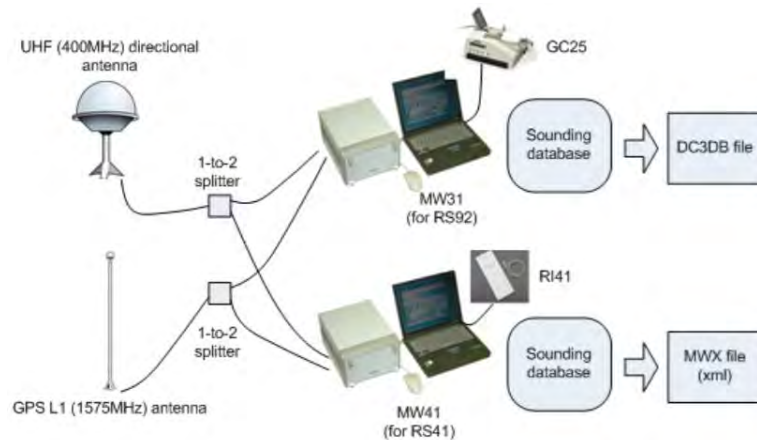 UHF (400MHz) directional
antenna
GC25
1-to-2
splitter
MW31
(for RS92)
Sounding
database
DC3DB file
RI41
1-to-2
splitter
GPS L1 (1575MHz) antenna
MW41
(for RS41)
Sounding
database
MWX file
(xml)